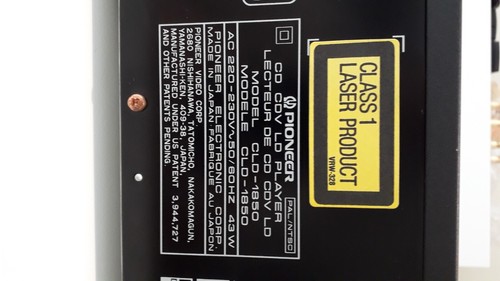 PIONEER
PAL/NTSC
CD CDV LD PLAYER
LECTEUR DE CD CDV LD
MODEL CLD-1850
MODELE CLD-1850
AC 220-230V~50/60HZ 43W
PIONEER ELECTRONIC CORP.
MADE IN JAPAN FABRIQUE AU JAPON
PIONEER VIDEO CORP.
2680 NISHIHANAWA, TATOMICHO, NAKAKOMAGUN,
YAMANASHI-KEN, 409-38, JAPAN.
MANUFACTURED UNDER US PATENT 3,944,727
AND OTHER PATENTS PENDING.
CLASS 1
LASER PRODUCT
VRW-328